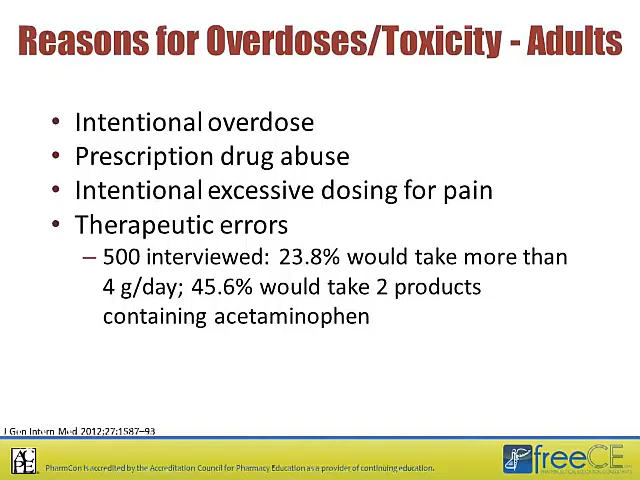 Reasons for Overdoses/Toxicity - Adults
• Intentional overdose
• Prescription drug abuse
• Intentional excessive dosing for pain
• Therapeutic errors
– 500 interviewed: 23.8% would take more than
4 g/day; 45.6% would take 2 products
containing acetaminophen
J Gen Intern Med 2012;27:1587–93
ACPE PharmCon is accredited by the Accreditation Council for Pharmacy Education as a provider of continuing education.
freeCE